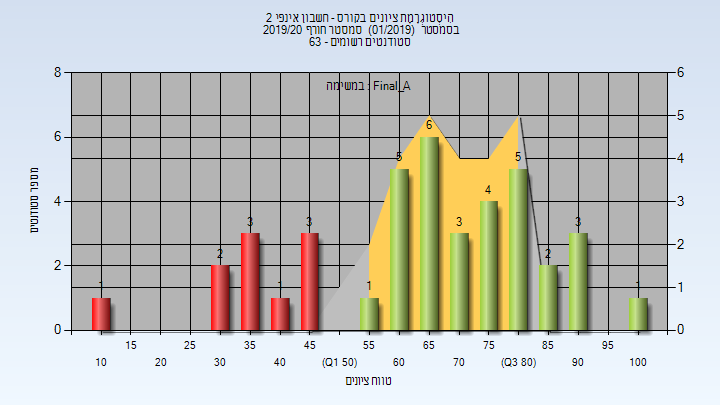 היסטוגרמת ציונים בקורס - חשבון אינפי 2
בסמסטר (01/2019) סמסטר חורף 2019/20
סטודנטים רשומים - 63
במשימה : Final_A
8 6 4 2 0
מספר סטודנטים
6 5 4 3 2 1 0
1 2 3 1 3 1 5 6 3 4 5 2 3 1
15 25 35 45 55 65 75 85 95
10 20 30 40 (Q1 50) 60 70 (Q3 80) 90 100
טווח ציונים